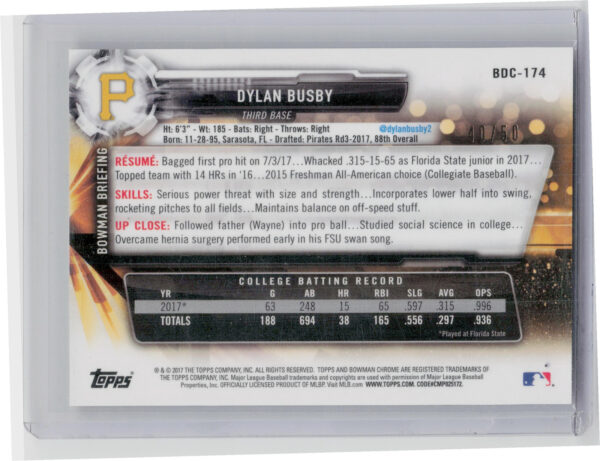 BDC-174
P
DYLAN BUSBY
THIRD BASE
Ht: 6'3" - Wt: 185 - Bats: Right - Throws: Right @dylanbusby2
Born: 11-28-95, Sarasota, FL - Drafted: Pirates Rd3-2017, 88th Overall
BOWMAN BRIEFING
RÉSUMÉ: Bagged first pro hit on 7/3/17...Whacked .315-15-65 as Florida State junior in 2017...
Topped team with 14 HRs in '16...2015 Freshman All-American choice (Collegiate Baseball).
SKILLS: Serious power threat with size and strength...Incorporates lower half into swing,
rocketing pitches to all fields...Maintains balance on off-speed stuff.
UP CLOSE: Followed father (Wayne) into pro ball...Studied social science in college...
Overcame hernia surgery performed early in his FSU swan song.
COLLEGE BATTING RECORD
YR G AB HR RBI SLG AVG OPS
2017* 63 248 15 65 .597 .315 .996
TOTALS 188 694 38 165 .556 .297 .936
*Played at Florida State
Topps
® & © 2017 THE TOPPS COMPANY, INC. ALL RIGHTS RESERVED. TOPPS AND BOWMAN CHROME ARE REGISTERED TRADEMARKS OF
THE TOPPS COMPANY, INC. Major League Baseball trademarks and copyrights are used with permission of Major League Baseball
Properties, Inc. OFFICIALLY LICENSED PRODUCT OF MLBP. Visit MLB.com WWW.TOPPS.COM. CODE#CMP025172.